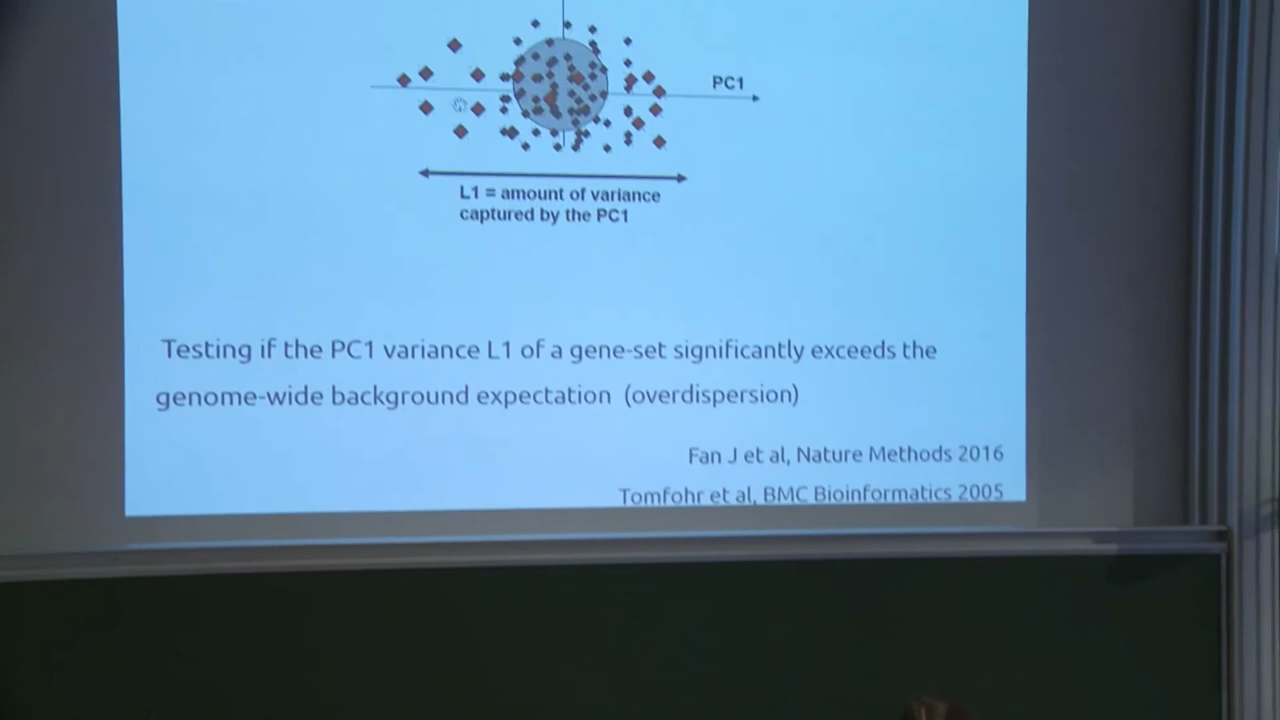 PC1
L1 = amount of variance
captured by the PC1
Testing if the PC1 variance L1 of a gene-set significantly exceeds the
genome-wide background expectation (overdispersion)
Fan J et al, Nature Methods 2016
Tomfohr et al, BMC Bioinformatics 2005